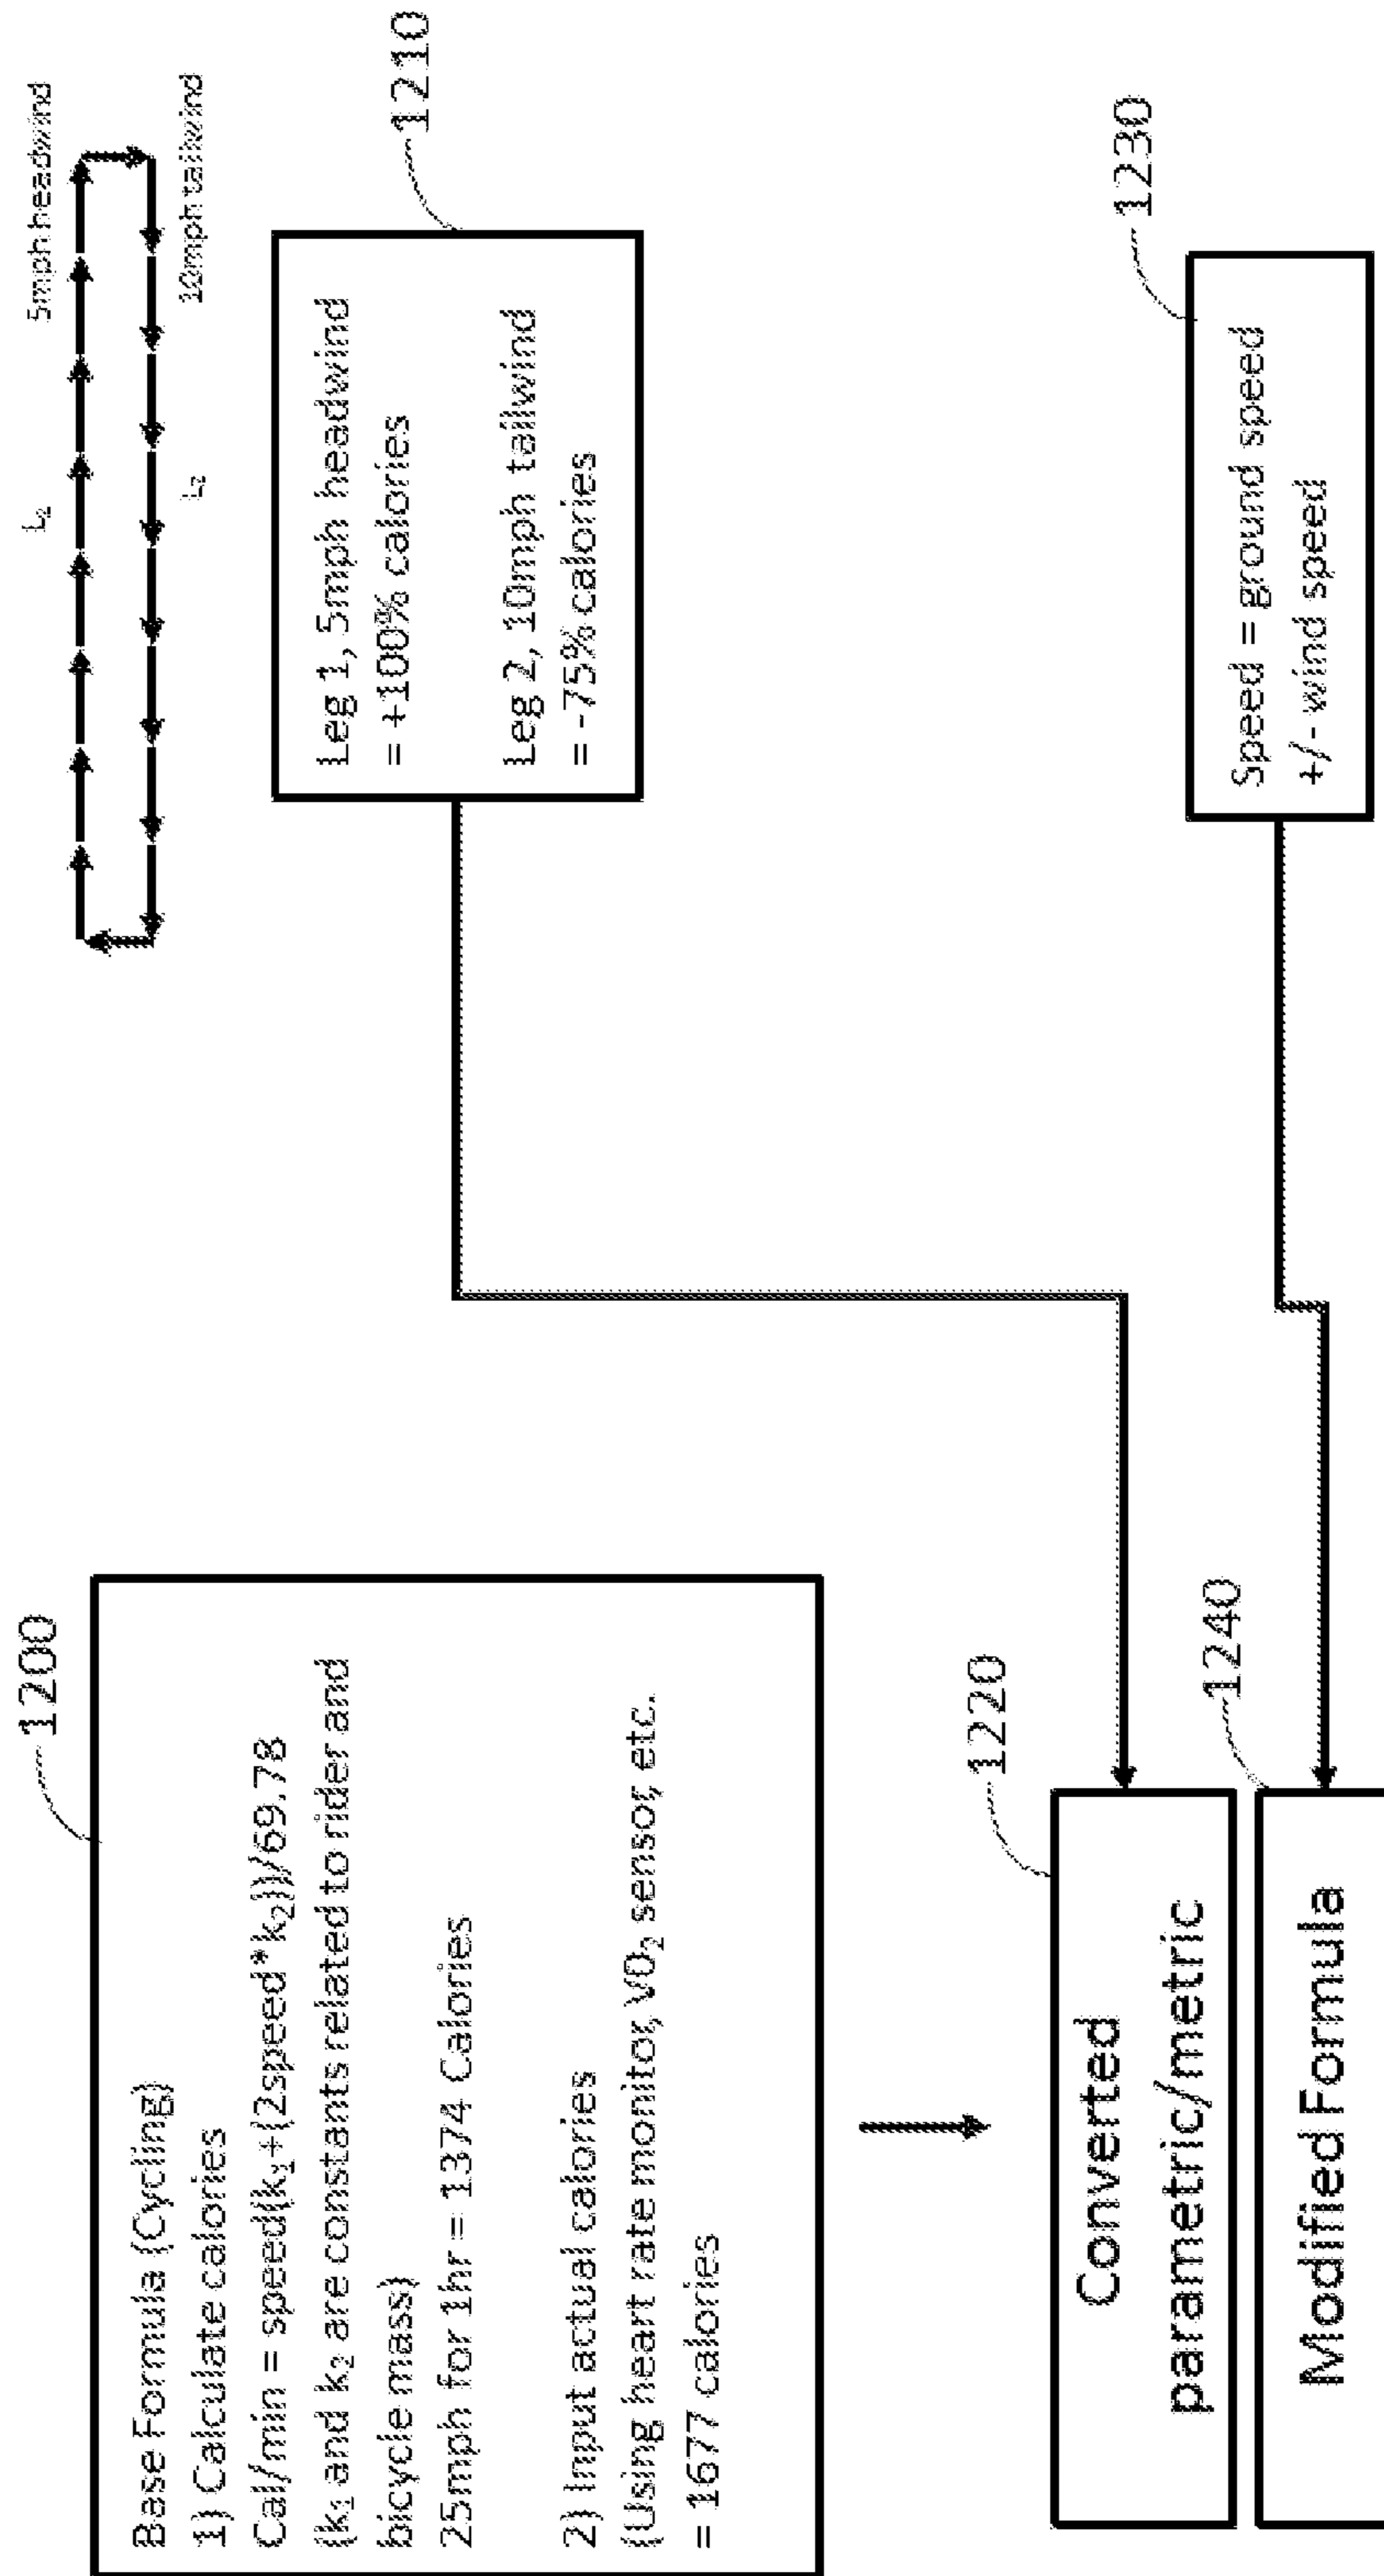 1200
Base Formula (Cycling)
1) Calculate calories
Cal/min = speed(k₁+(2speed*k₂))/69.78
(k₁ and k₂ are constants related to rider and
bicycle mass)
25mph for 1hr = 1374 Calories
2) Input actual calories
(Using heart rate monitor, VO₂ sensor, etc.
= 1677 calories
L₂
5mph headwind
L₂
10mph tailwind
1210
Leg 1, 5mph headwind
= +100% calories
Leg 2, 10mph tailwind
= -75% calories
1220
Converted
parametric/metric
1230
Speed = ground speed
+/- wind speed
1240
Modified Formula